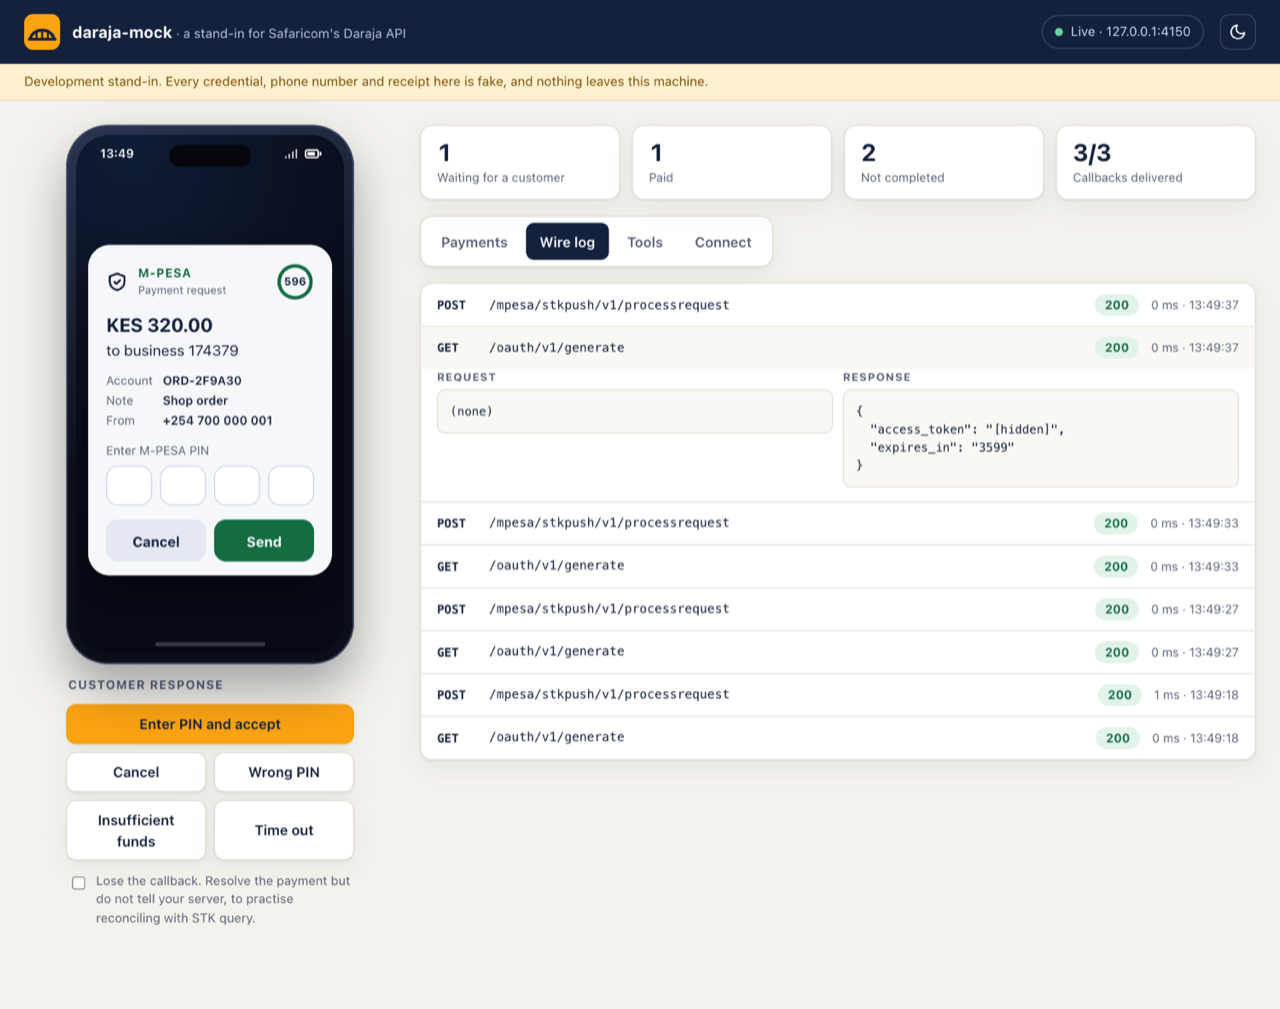 daraja-mock · a stand-in for Safaricom's Daraja API
Live · 127.0.0.1:4150
Development stand-in. Every credential, phone number and receipt here is fake, and nothing leaves this machine.
13:49
M-PESA
Payment request
596
KES 320.00
to business 174379
Account ORD-2F9A30
Note Shop order
From +254 700 000 001
Enter M-PESA PIN
Cancel
Send
CUSTOMER RESPONSE
Enter PIN and accept
Cancel
Wrong PIN
Insufficient
funds
Time out
Lose the callback. Resolve the payment but
do not tell your server, to practise
reconciling with STK query.
1
Waiting for a customer
1
Paid
2
Not completed
3/3
Callbacks delivered
Payments
Wire log
Tools
Connect
POST /mpesa/stkpush/v1/processrequest 200 0 ms · 13:49:37
GET /oauth/v1/generate 200 0 ms · 13:49:37
REQUEST
(none)
RESPONSE
{
"access_token": "[hidden]",
"expires_in": "3599"
}
POST /mpesa/stkpush/v1/processrequest 200 0 ms · 13:49:33
GET /oauth/v1/generate 200 0 ms · 13:49:33
POST /mpesa/stkpush/v1/processrequest 200 0 ms · 13:49:27
GET /oauth/v1/generate 200 0 ms · 13:49:27
POST /mpesa/stkpush/v1/processrequest 200 1 ms · 13:49:18
GET /oauth/v1/generate 200 0 ms · 13:49:18